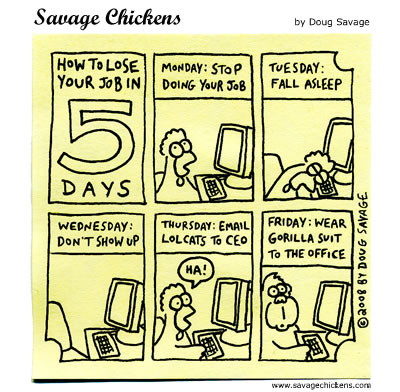 Savage Chickens
by Doug Savage
HOW TO LOSE
YOUR JOB IN
5
DAYS
MONDAY: STOP
DOING YOUR JOB
TUESDAY:
FALL ASLEEP
WEDNESDAY:
DON'T SHOW UP
THURSDAY: EMAIL
LOLCATS TO CEO
HA!
FRIDAY: WEAR
GORILLA SUIT
TO THE OFFICE
© 2008 BY DOUG SAVAGE
www.savagechickens.com